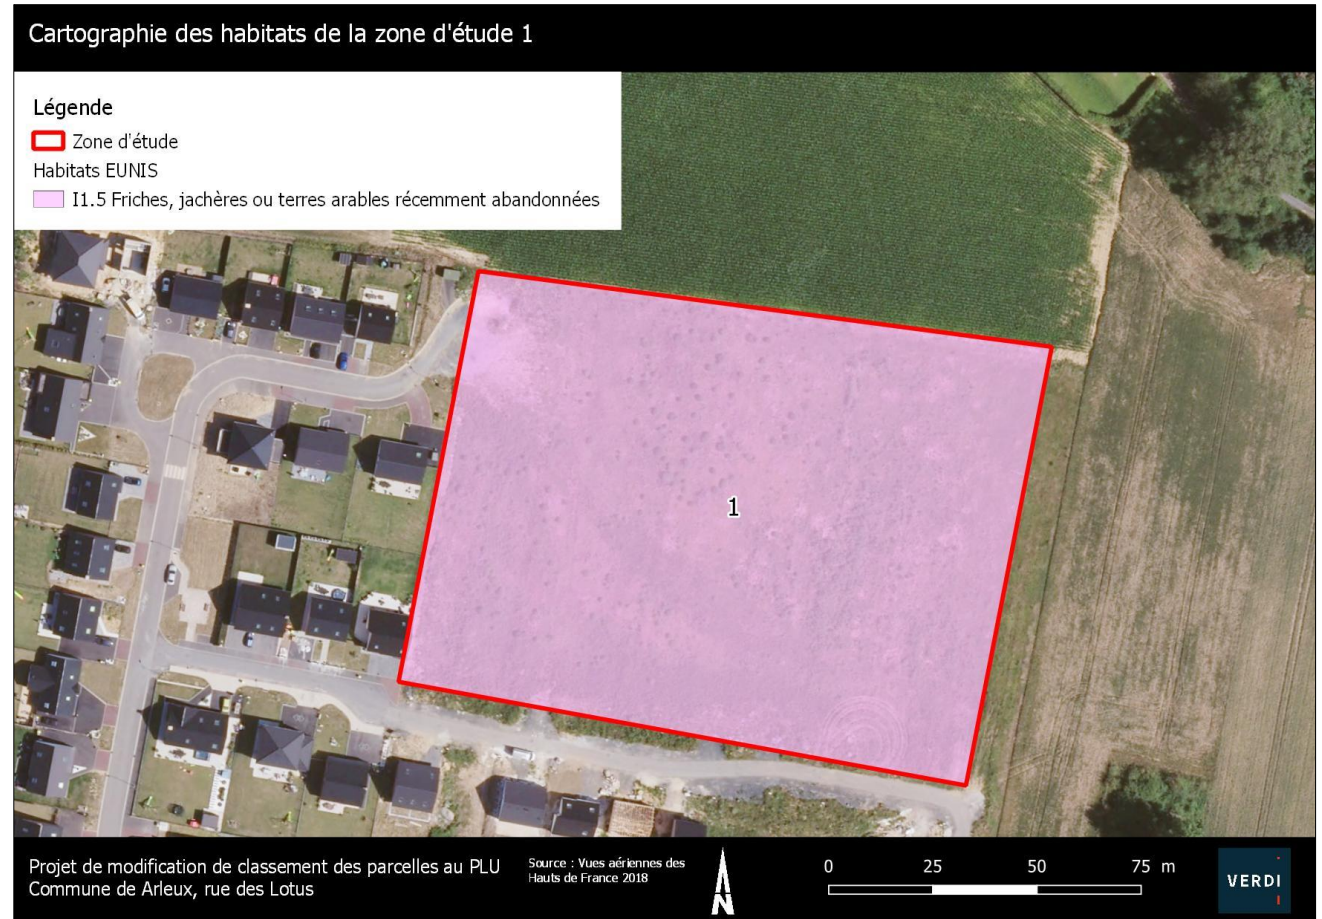 Cartographie des habitats de la zone d'étude 1
Légende
Zone d'étude
Habitats EUNIS
I1.5 Friches, jachères ou terres arables récemment abandonnées
1
Projet de modification de classement des parcelles au PLU
Commune de Arleux, rue des Lotus
Source : Vues aériennes des
Hauts de France 2018
N
0 25 50 75 m
VERDI